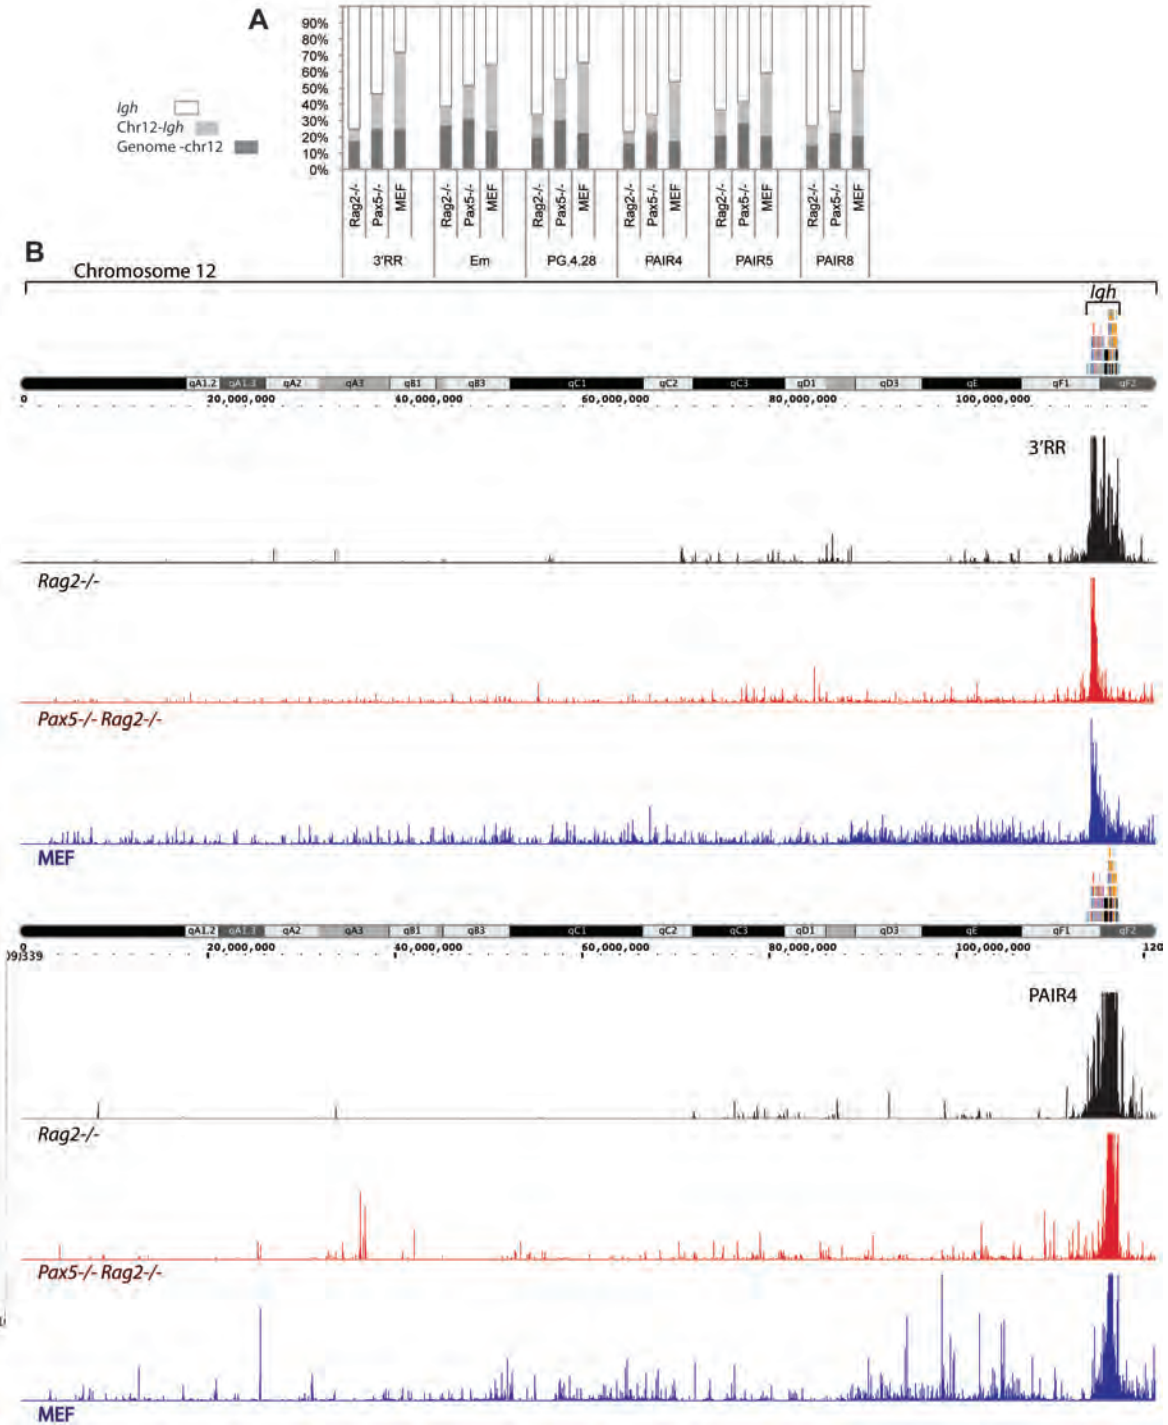 A
90%
80%
70%
60%
50%
40%
30%
20%
10%
0%
Igh
Chr12-Igh
Genome -chr12
Rag2-/- Pax5-/- MEF Rag2-/- Pax5-/- MEF Rag2-/- Pax5-/- MEF Rag2-/- Pax5-/- MEF Rag2-/- Pax5-/- MEF Rag2-/- Pax5-/- MEF
3'RR Em PG.4.28 PAIR4 PAIR5 PAIR8
B
Chromosome 12
Igh
qA1.2 qA1.3 qA2 qA3 qB1 qB3 qC1 qC2 qC3 qD1 qD3 qE qF1 qF2
0 20,000,000 40,000,000 60,000,000 80,000,000 100,000,000
3'RR
Rag2-/-
Pax5-/- Rag2-/-
MEF
qA1.2 qA1.3 qA2 qA3 qB1 qB3 qC1 qC2 qC3 qD1 qD3 qE qF1 qF2
0 20,000,000 40,000,000 60,000,000 80,000,000 100,000,000 120
09339
PAIR4
Rag2-/-
Pax5-/- Rag2-/-
MEF